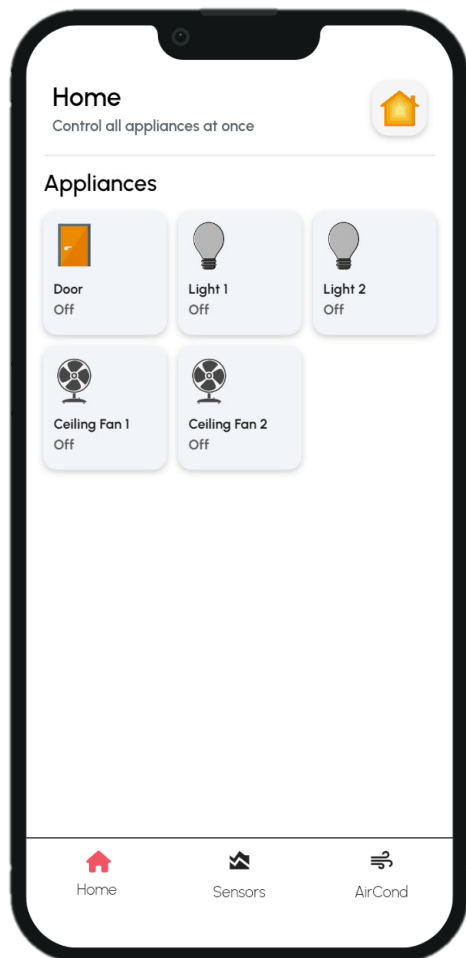 Home
Control all appliances at once
Appliances
Door
Off
Light 1
Off
Light 2
Off
Ceiling Fan 1
Off
Ceiling Fan 2
Off
Home
Sensors
AirCond